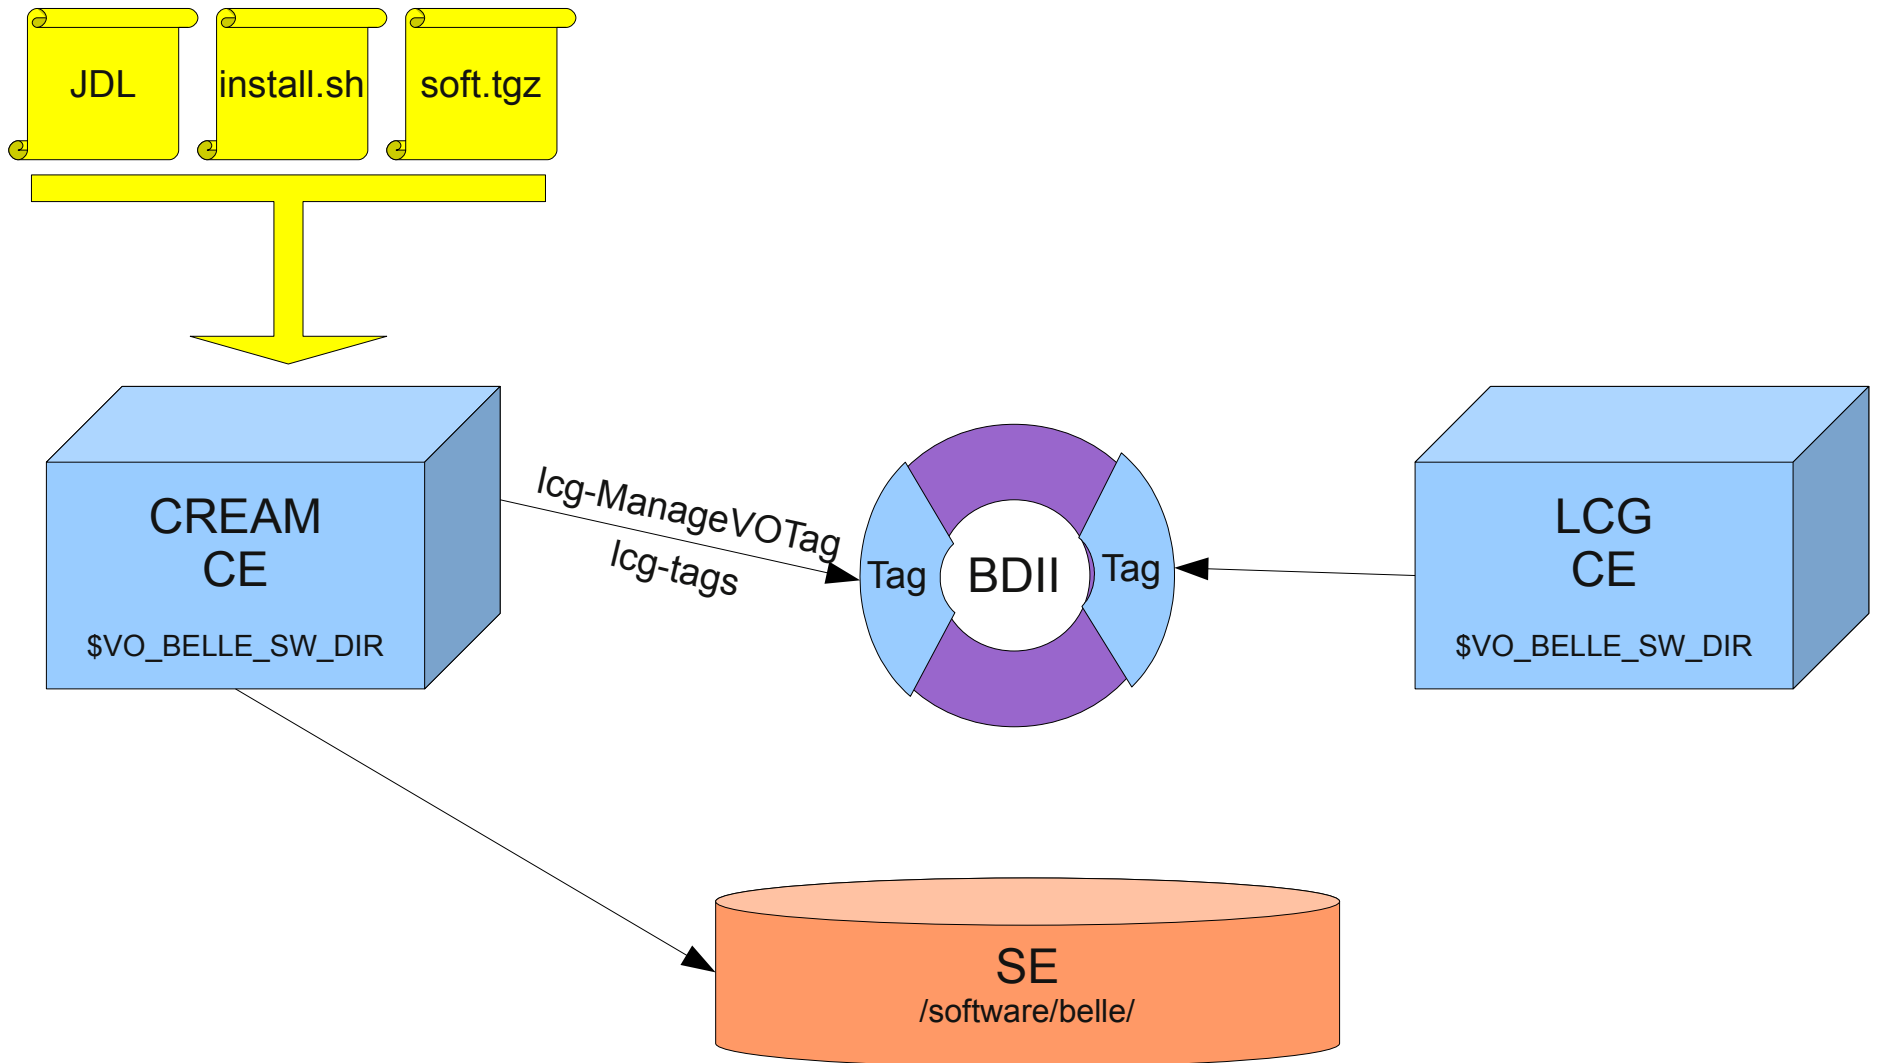 JDL
install.sh
soft.tgz
CREAM
CE
$VO_BELLE_SW_DIR
lcg-ManageVOTag
lcg-tags
Tag
BDII
Tag
LCG
CE
$VO_BELLE_SW_DIR
SE
/software/belle/